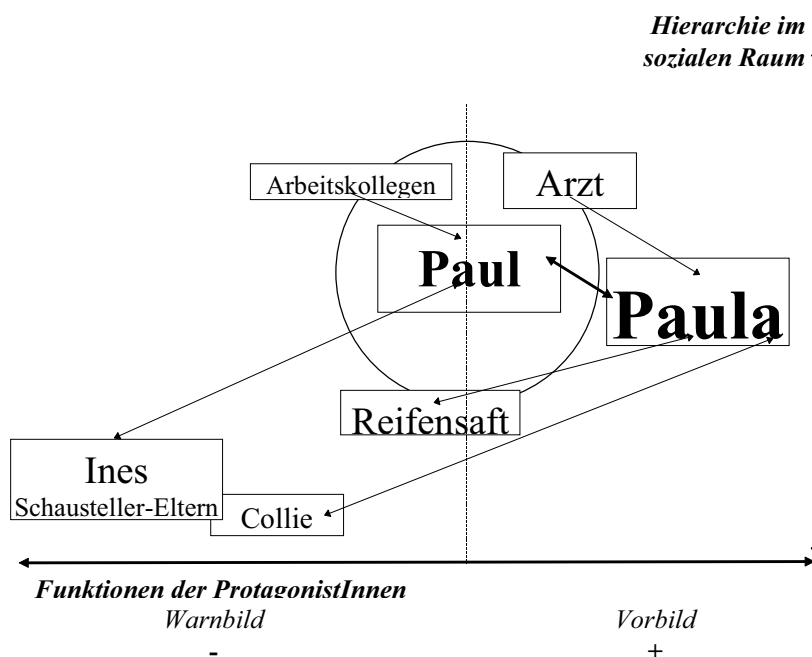 Hierarchie im
sozialen Raum
Arbeitskollegen
Arzt
Paul
Paula
Reifensaft
Ines
Schausteller-Eltern
Collie
Funktionen der ProtagonistInnen
Warnbild
Vorbild
-
+